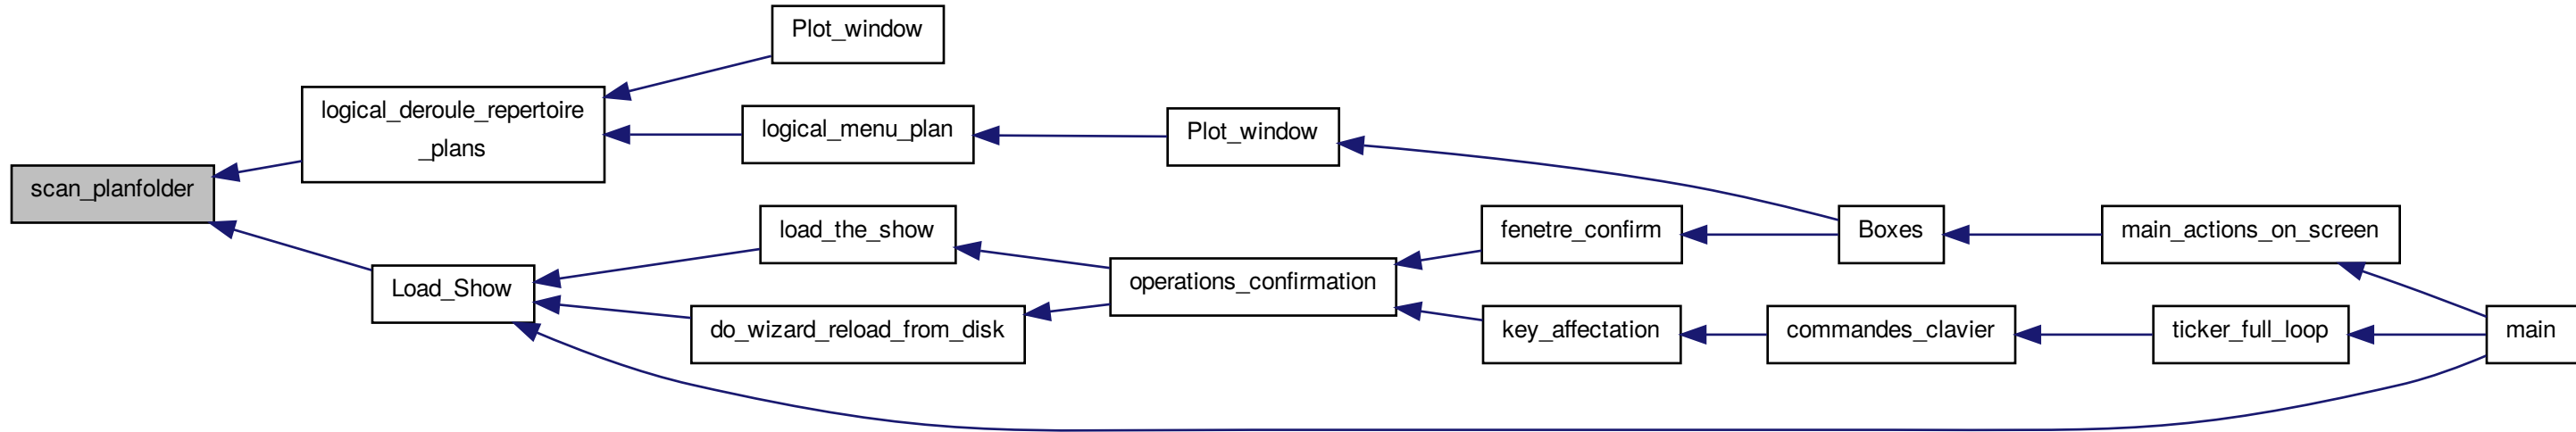 Plot_window
logical_deroule_repertoire
_plans
logical_menu_plan
Plot_window
scan_planfolder
load_the_show
fenetre_confirm
Boxes
main_actions_on_screen
Load_Show
operations_confirmation
do_wizard_reload_from_disk
key_affectation
commandes_clavier
ticker_full_loop
main